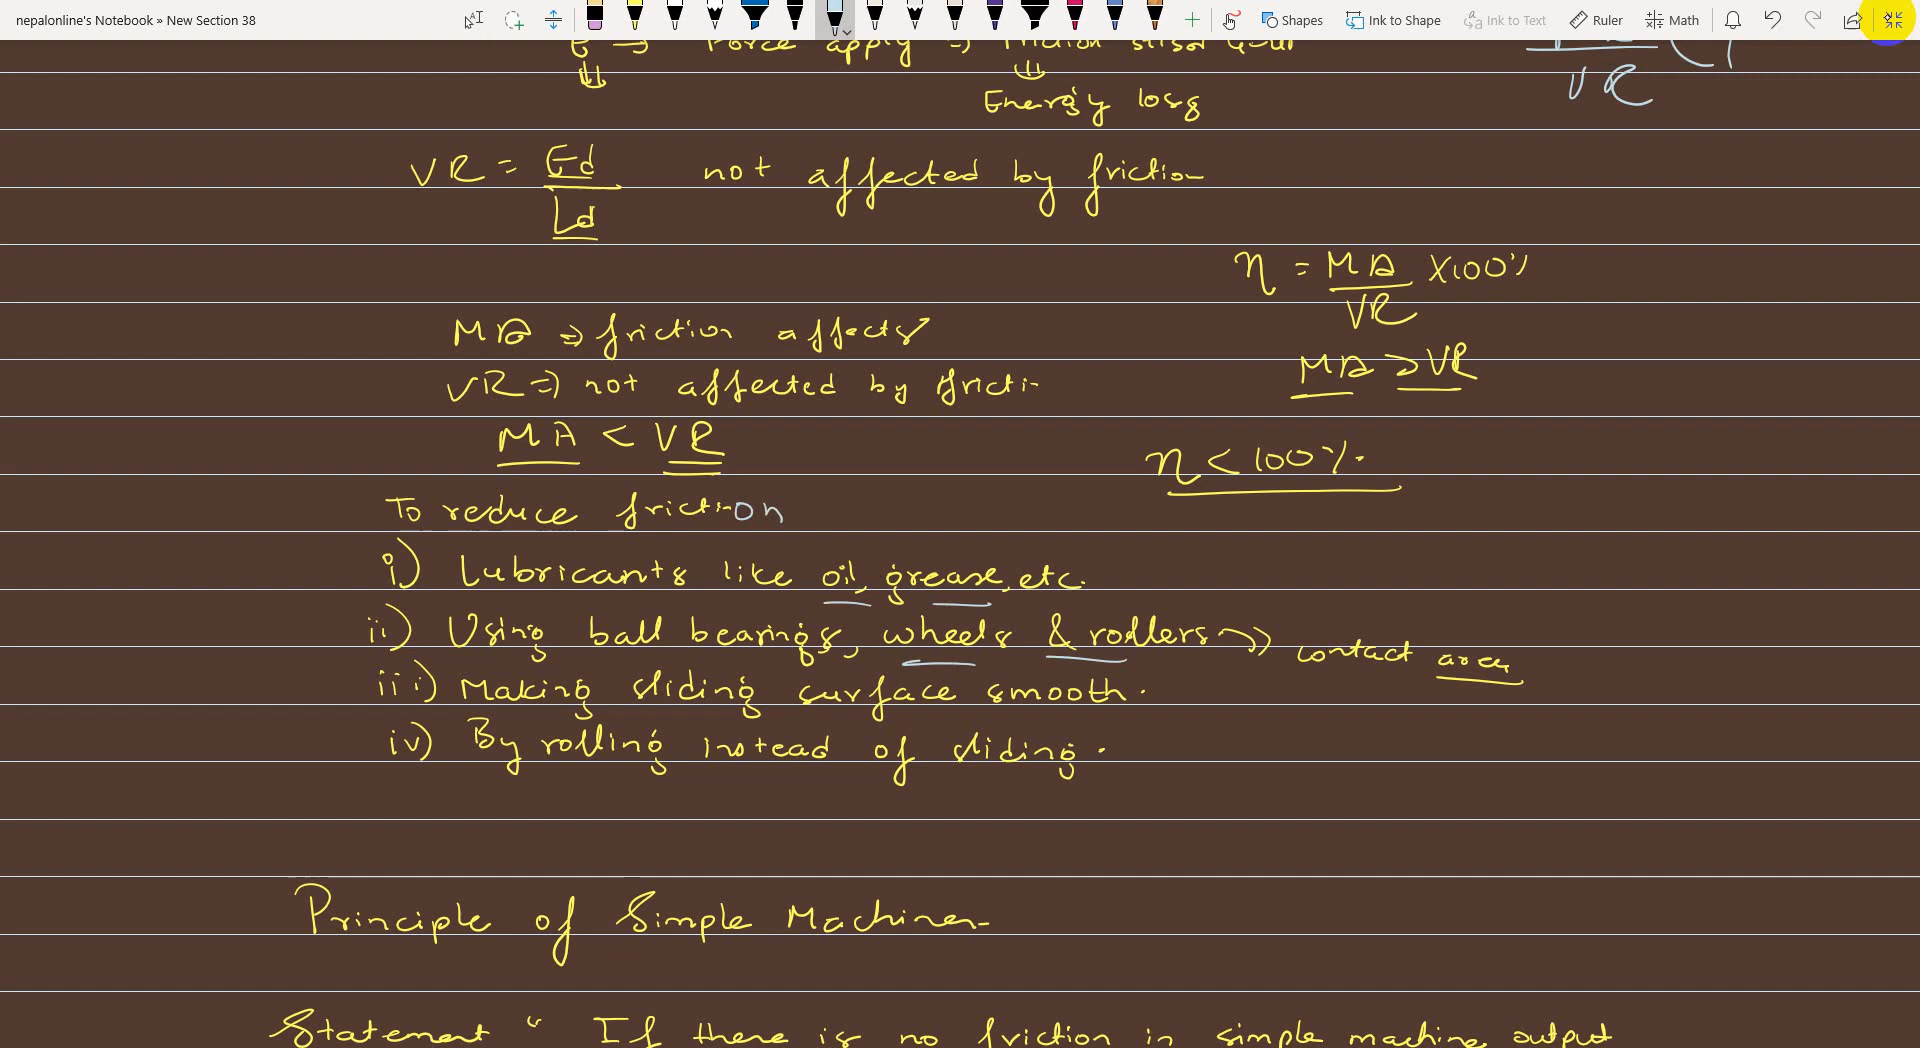 nepalonline's Notebook » New Section 38
Shapes Ink to Shape Ink to Text Ruler Math
E → Force apply ⇒
VR
Energy loss
VR = Ed / Ld not affected by friction
η = MA / VR X100%
MA ⇒ friction affects
MA > VR
VR ⇒ not affected by fricti-
MA < VR
η < 100%.
To reduce friction
i) Lubricants like oil, grease, etc.
ii) Using ball bearings, wheels & rollers → contact area
iii) Making sliding surface smooth.
iv) By rolling instead of sliding.
Principle of Simple Machine
Statement " If there is no friction in simple machine, output